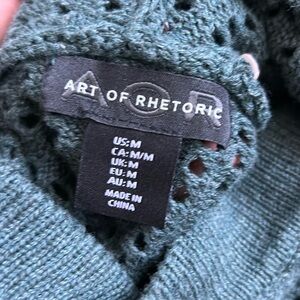 AOR
ART OF RHETORIC
US:M
CA:M/M
UK:M
EU:M
AU:M
MADE IN
CHINA